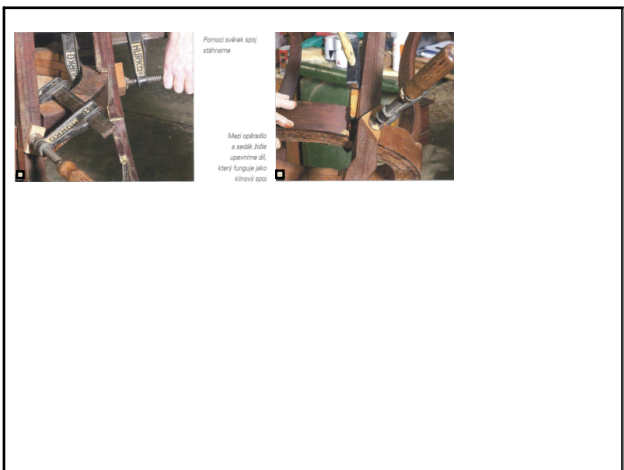 Pomocí svěrek spoj
stáhneme
Mezi opěradlo
a sedák židle
upevníme díl,
který funguje jako
klínový spoj